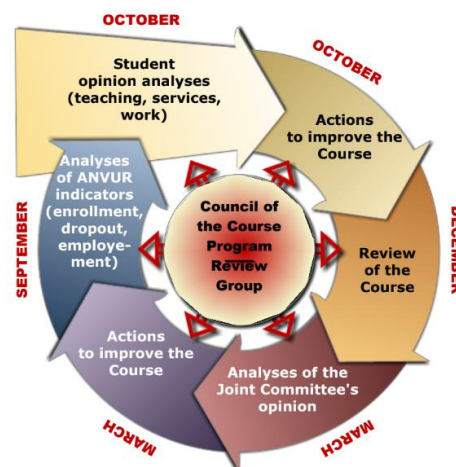 OCTOBER
Student
opinion analyses
(teaching, services,
work)
OCTOBER
Actions
to improve the
Course
DECEMBER
Review
of the
Course
MARCH
Analyses of the
Joint Committee's
opinion
MARCH
Actions
to improve the
Course
SEPTEMBER
Analyses
of ANVUR
indicators
(enrollment,
dropout,
employe-
ment)
Council of
the Course
Program
Review
Group